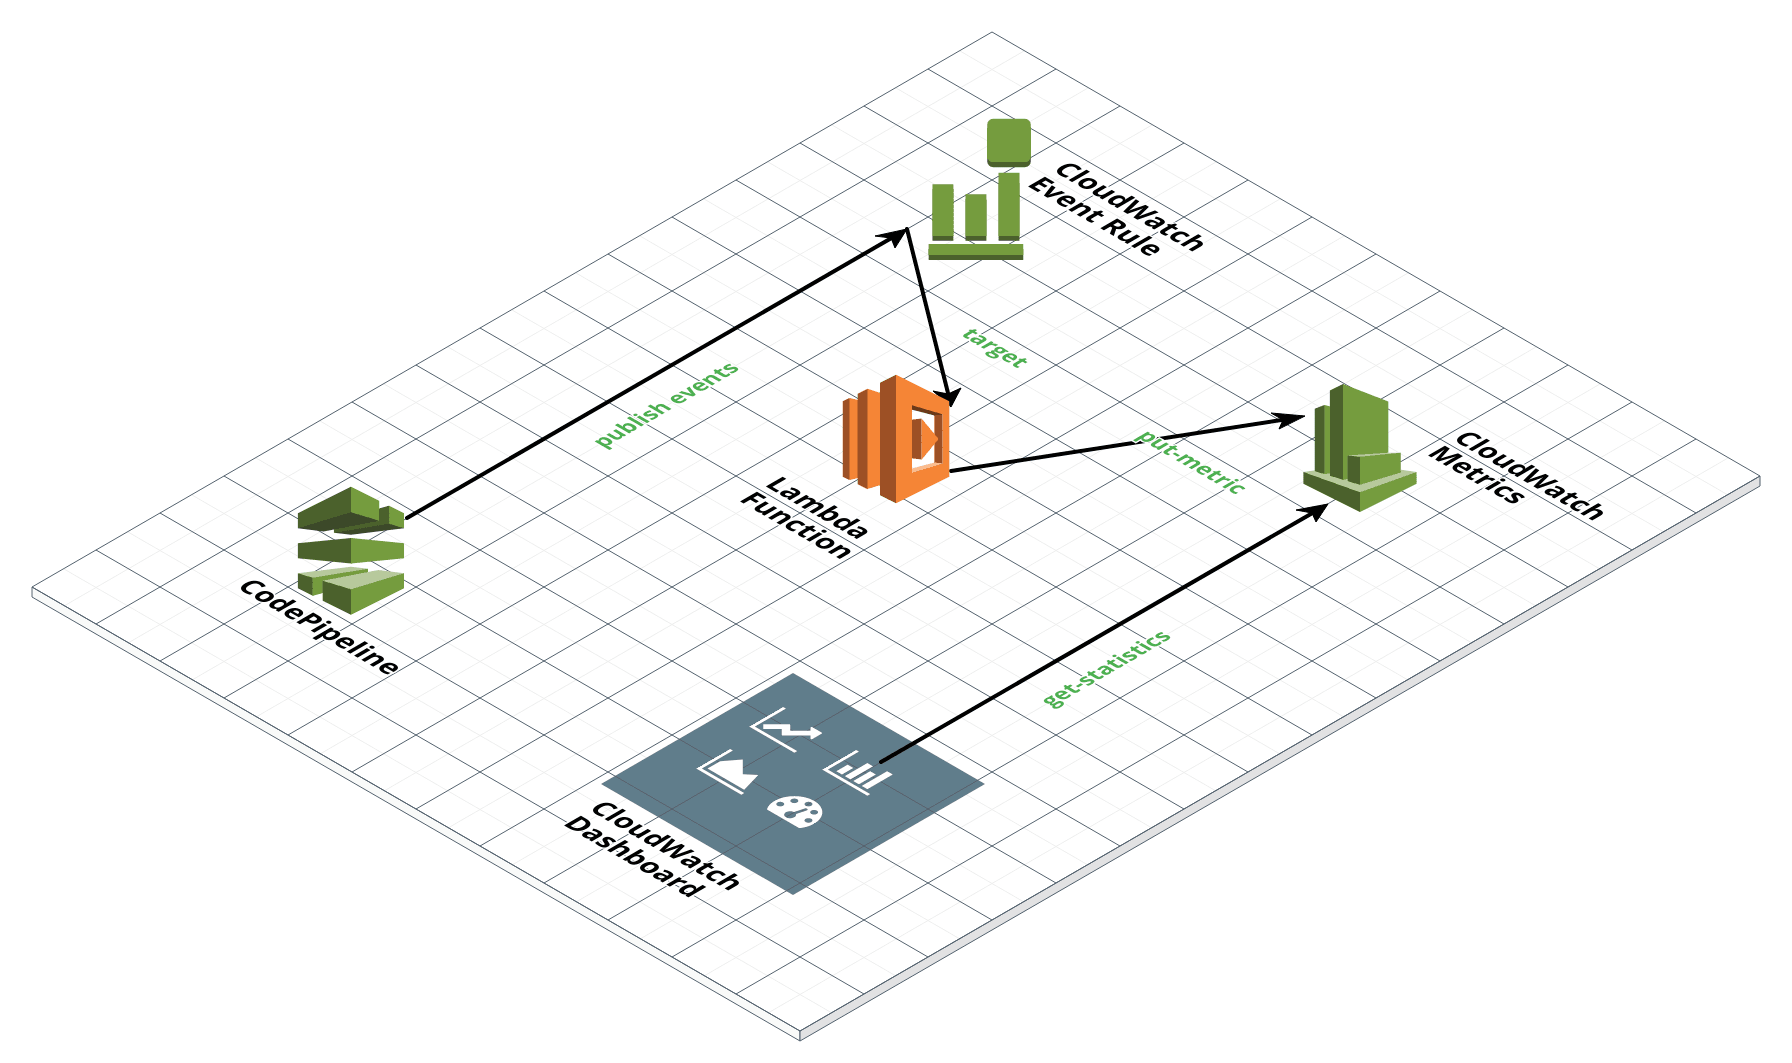 CloudWatch
Event Rule
target
publish events
put-metric
CloudWatch
Metrics
Lambda
Function
CodePipeline
get-statistics
CloudWatch
Dashboard